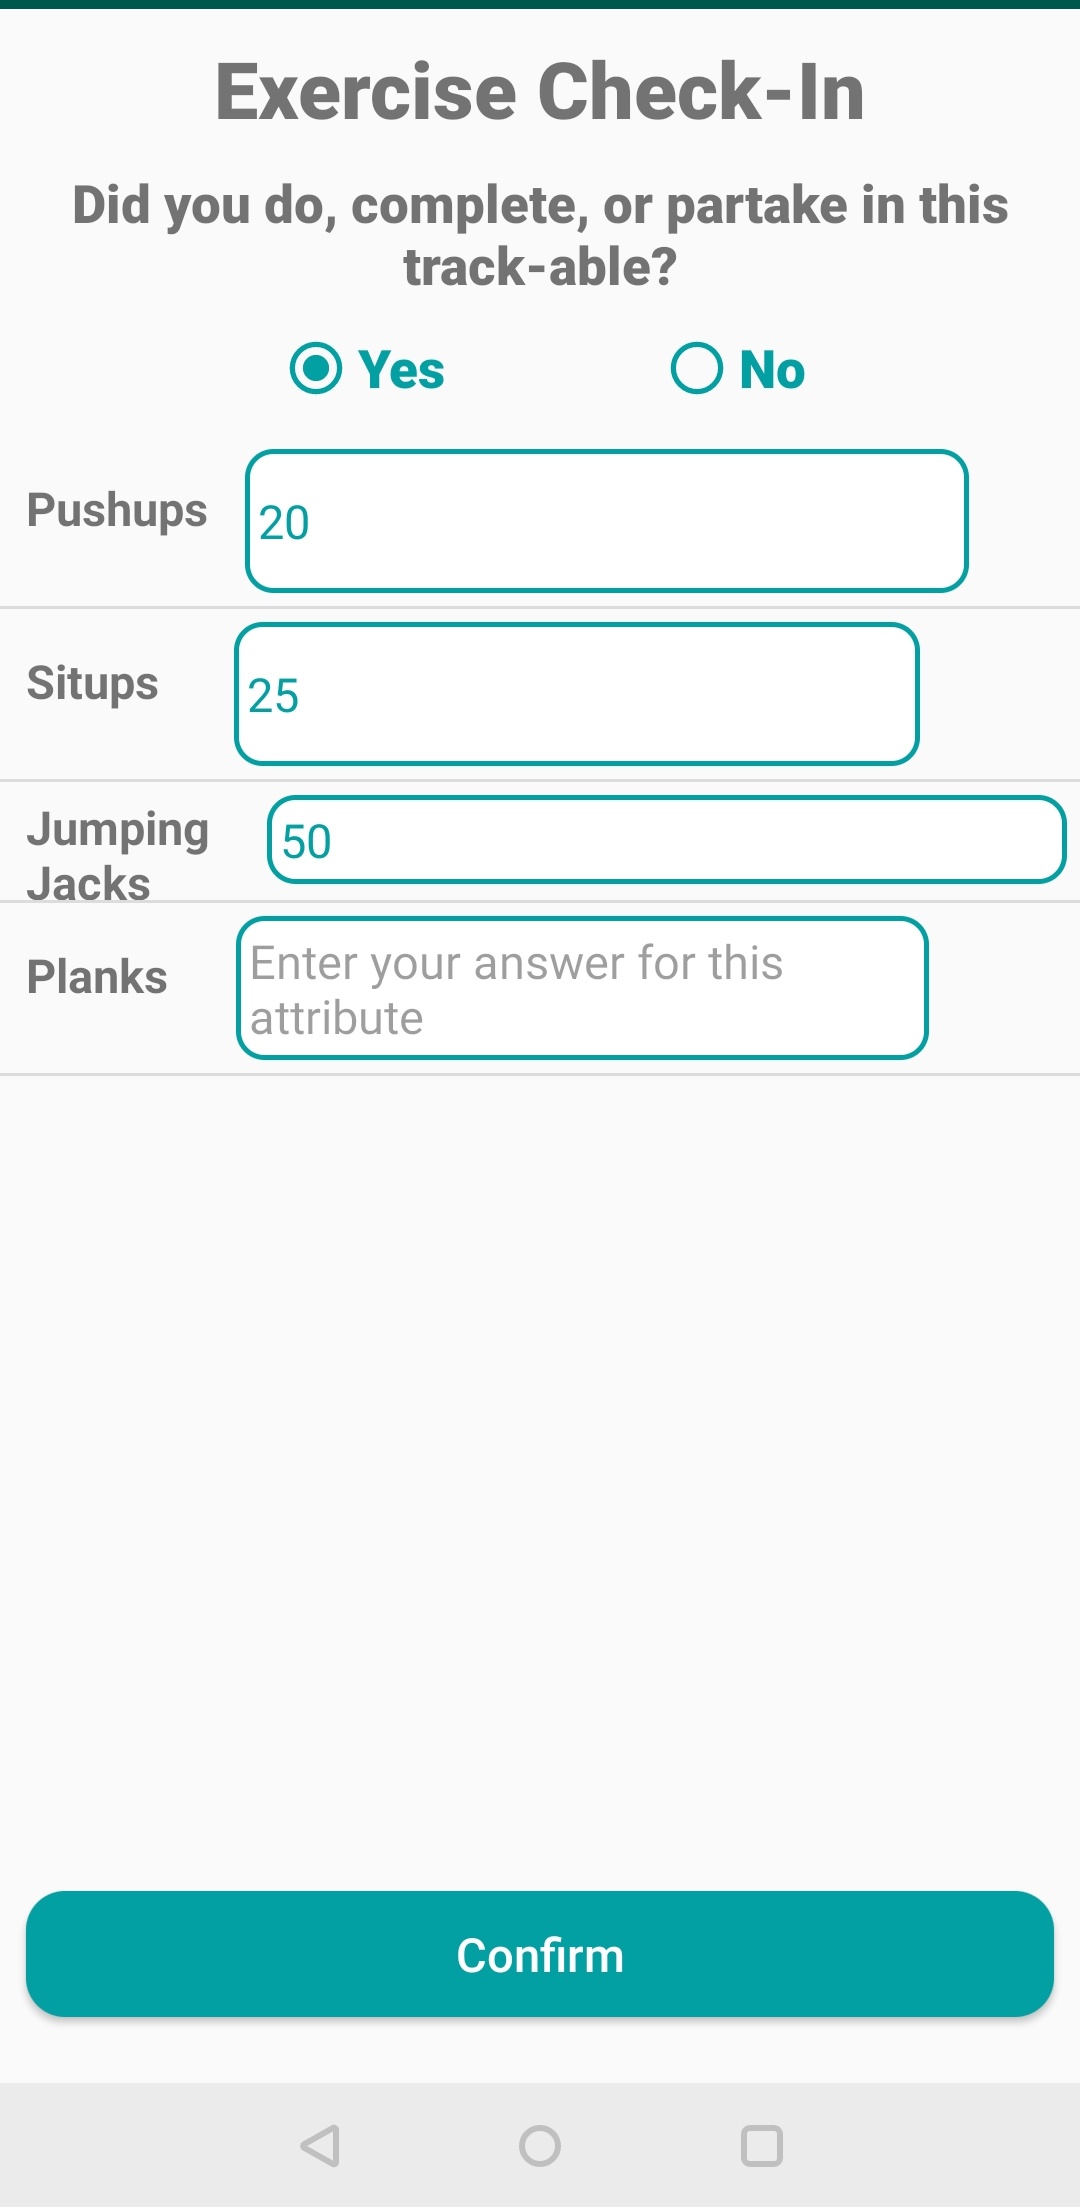 Exercise Check-In
Did you do, complete, or partake in this
track-able?
Yes No
Pushups 20
Situps 25
Jumping 50
Jacks
Planks Enter your answer for this
attribute
Confirm